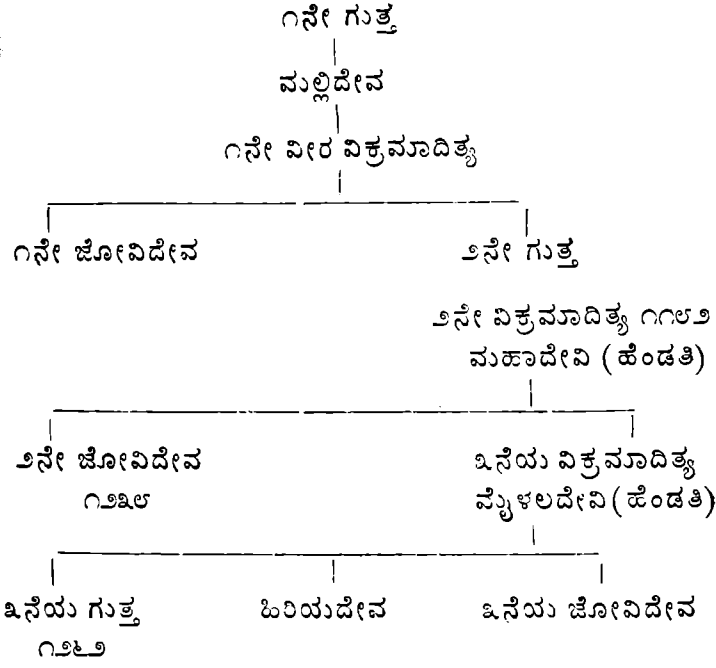 ೧ನೇ ಗುತ್ತ
ಮಲ್ಲಿದೇವ
೧ನೇ ವೀರ ವಿಕ್ರಮಾದಿತ್ಯ
೧ನೇ ಜೋವಿದೇವ ೨ನೇ ಗುತ್ತ
೨ನೇ ವಿಕ್ರಮಾದಿತ್ಯ ೧೧೮೨
ಮಹಾದೇವಿ (ಹೆಂಡತಿ)
೨ನೇ ಜೋವಿದೇವ ೩ನೆಯ ವಿಕ್ರಮಾದಿತ್ಯ
೧೨೩೮ ಮೈಳಲದೇವಿ (ಹೆಂಡತಿ)
೩ನೆಯ ಗುತ್ತ ಹಿರಿಯದೇವ ೩ನೆಯ ಜೋವಿದೇವ
೧೨೬೨